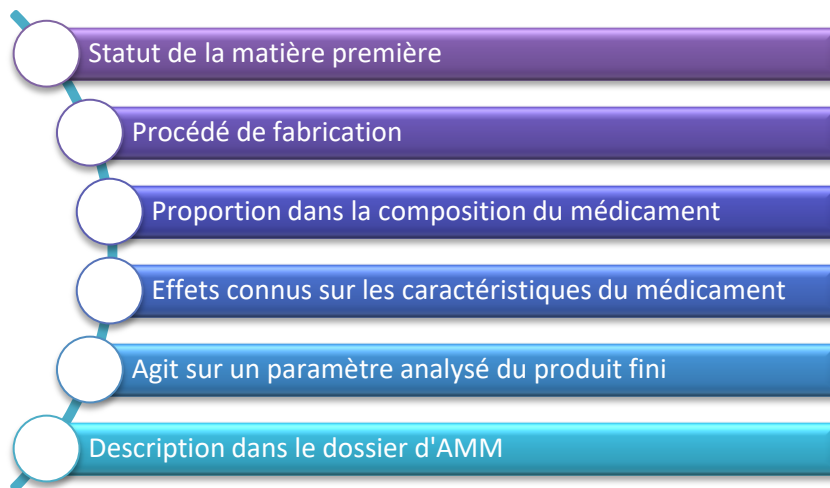 Statut de la matière première
Procédé de fabrication
Proportion dans la composition du médicament
Effets connus sur les caractéristiques du médicament
Agit sur un paramètre analysé du produit fini
Description dans le dossier d'AMM